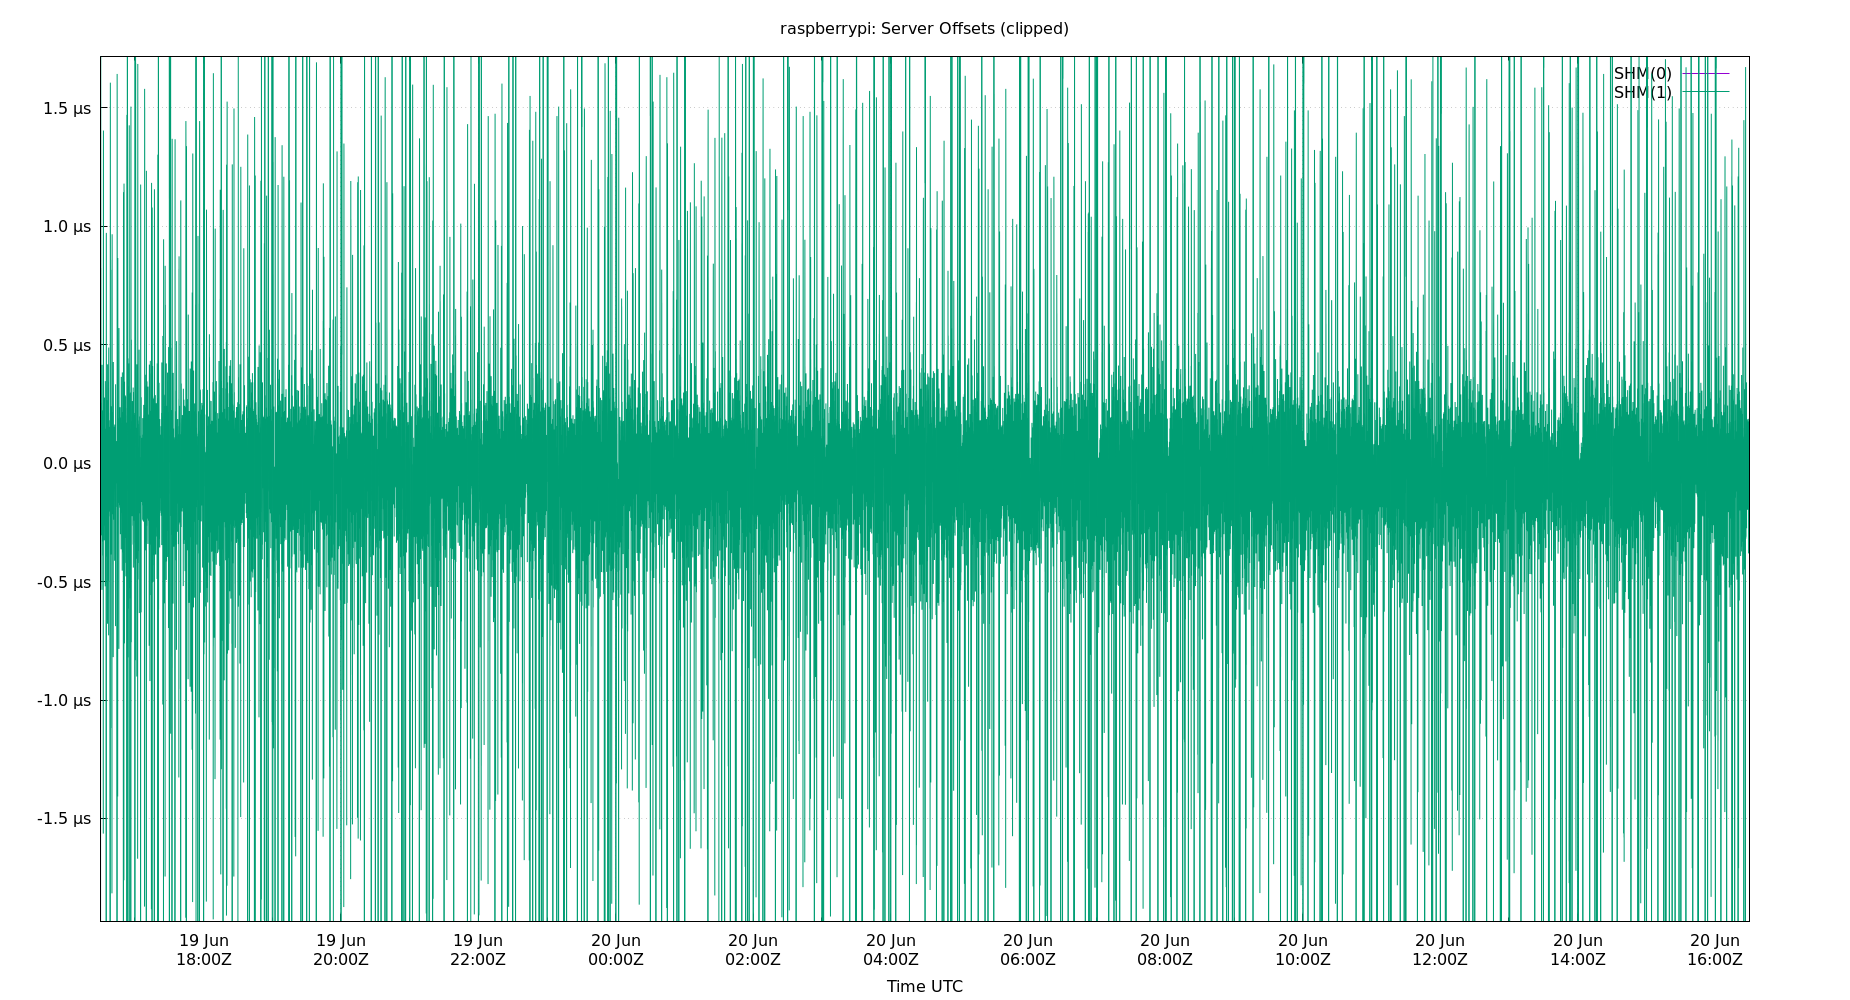 raspberrypi: Server Offsets (clipped)
SHM(0)
SHM(1)
1.5 µs
1.0 µs
0.5 µs
0.0 µs
-0.5 µs
-1.0 µs
-1.5 µs
19 Jun 19 Jun 19 Jun 20 Jun 20 Jun 20 Jun 20 Jun 20 Jun 20 Jun 20 Jun 20 Jun 20 Jun
18:00Z 20:00Z 22:00Z 00:00Z 02:00Z 04:00Z 06:00Z 08:00Z 10:00Z 12:00Z 14:00Z 16:00Z
Time UTC